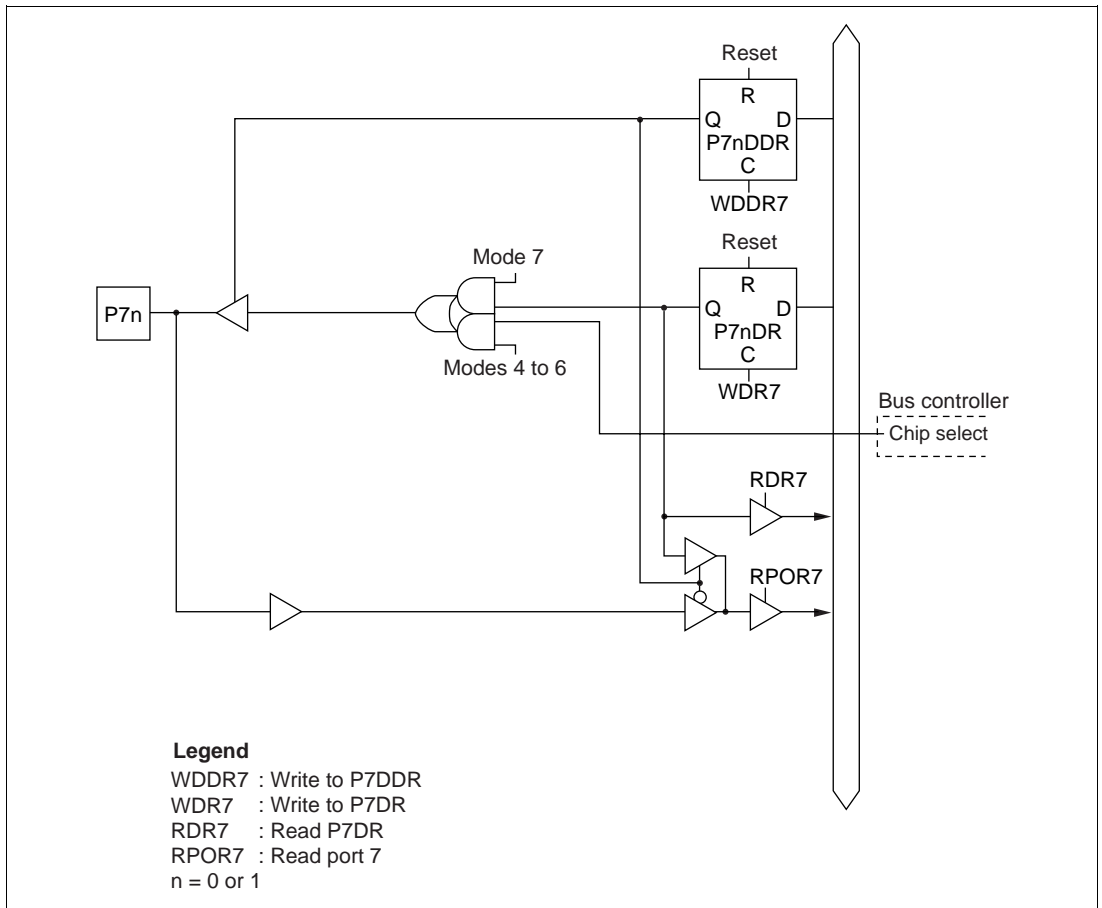 Reset
R
Q D
P7nDDR
C
WDDR7
Reset
Mode 7
R
P7n
Q D
P7nDR
C
Modes 4 to 6
WDR7
Bus controller
Chip select
RDR7
RPOR7
Legend
WDDR7 : Write to P7DDR
WDR7 : Write to P7DR
RDR7 : Read P7DR
RPOR7 : Read port 7
n = 0 or 1